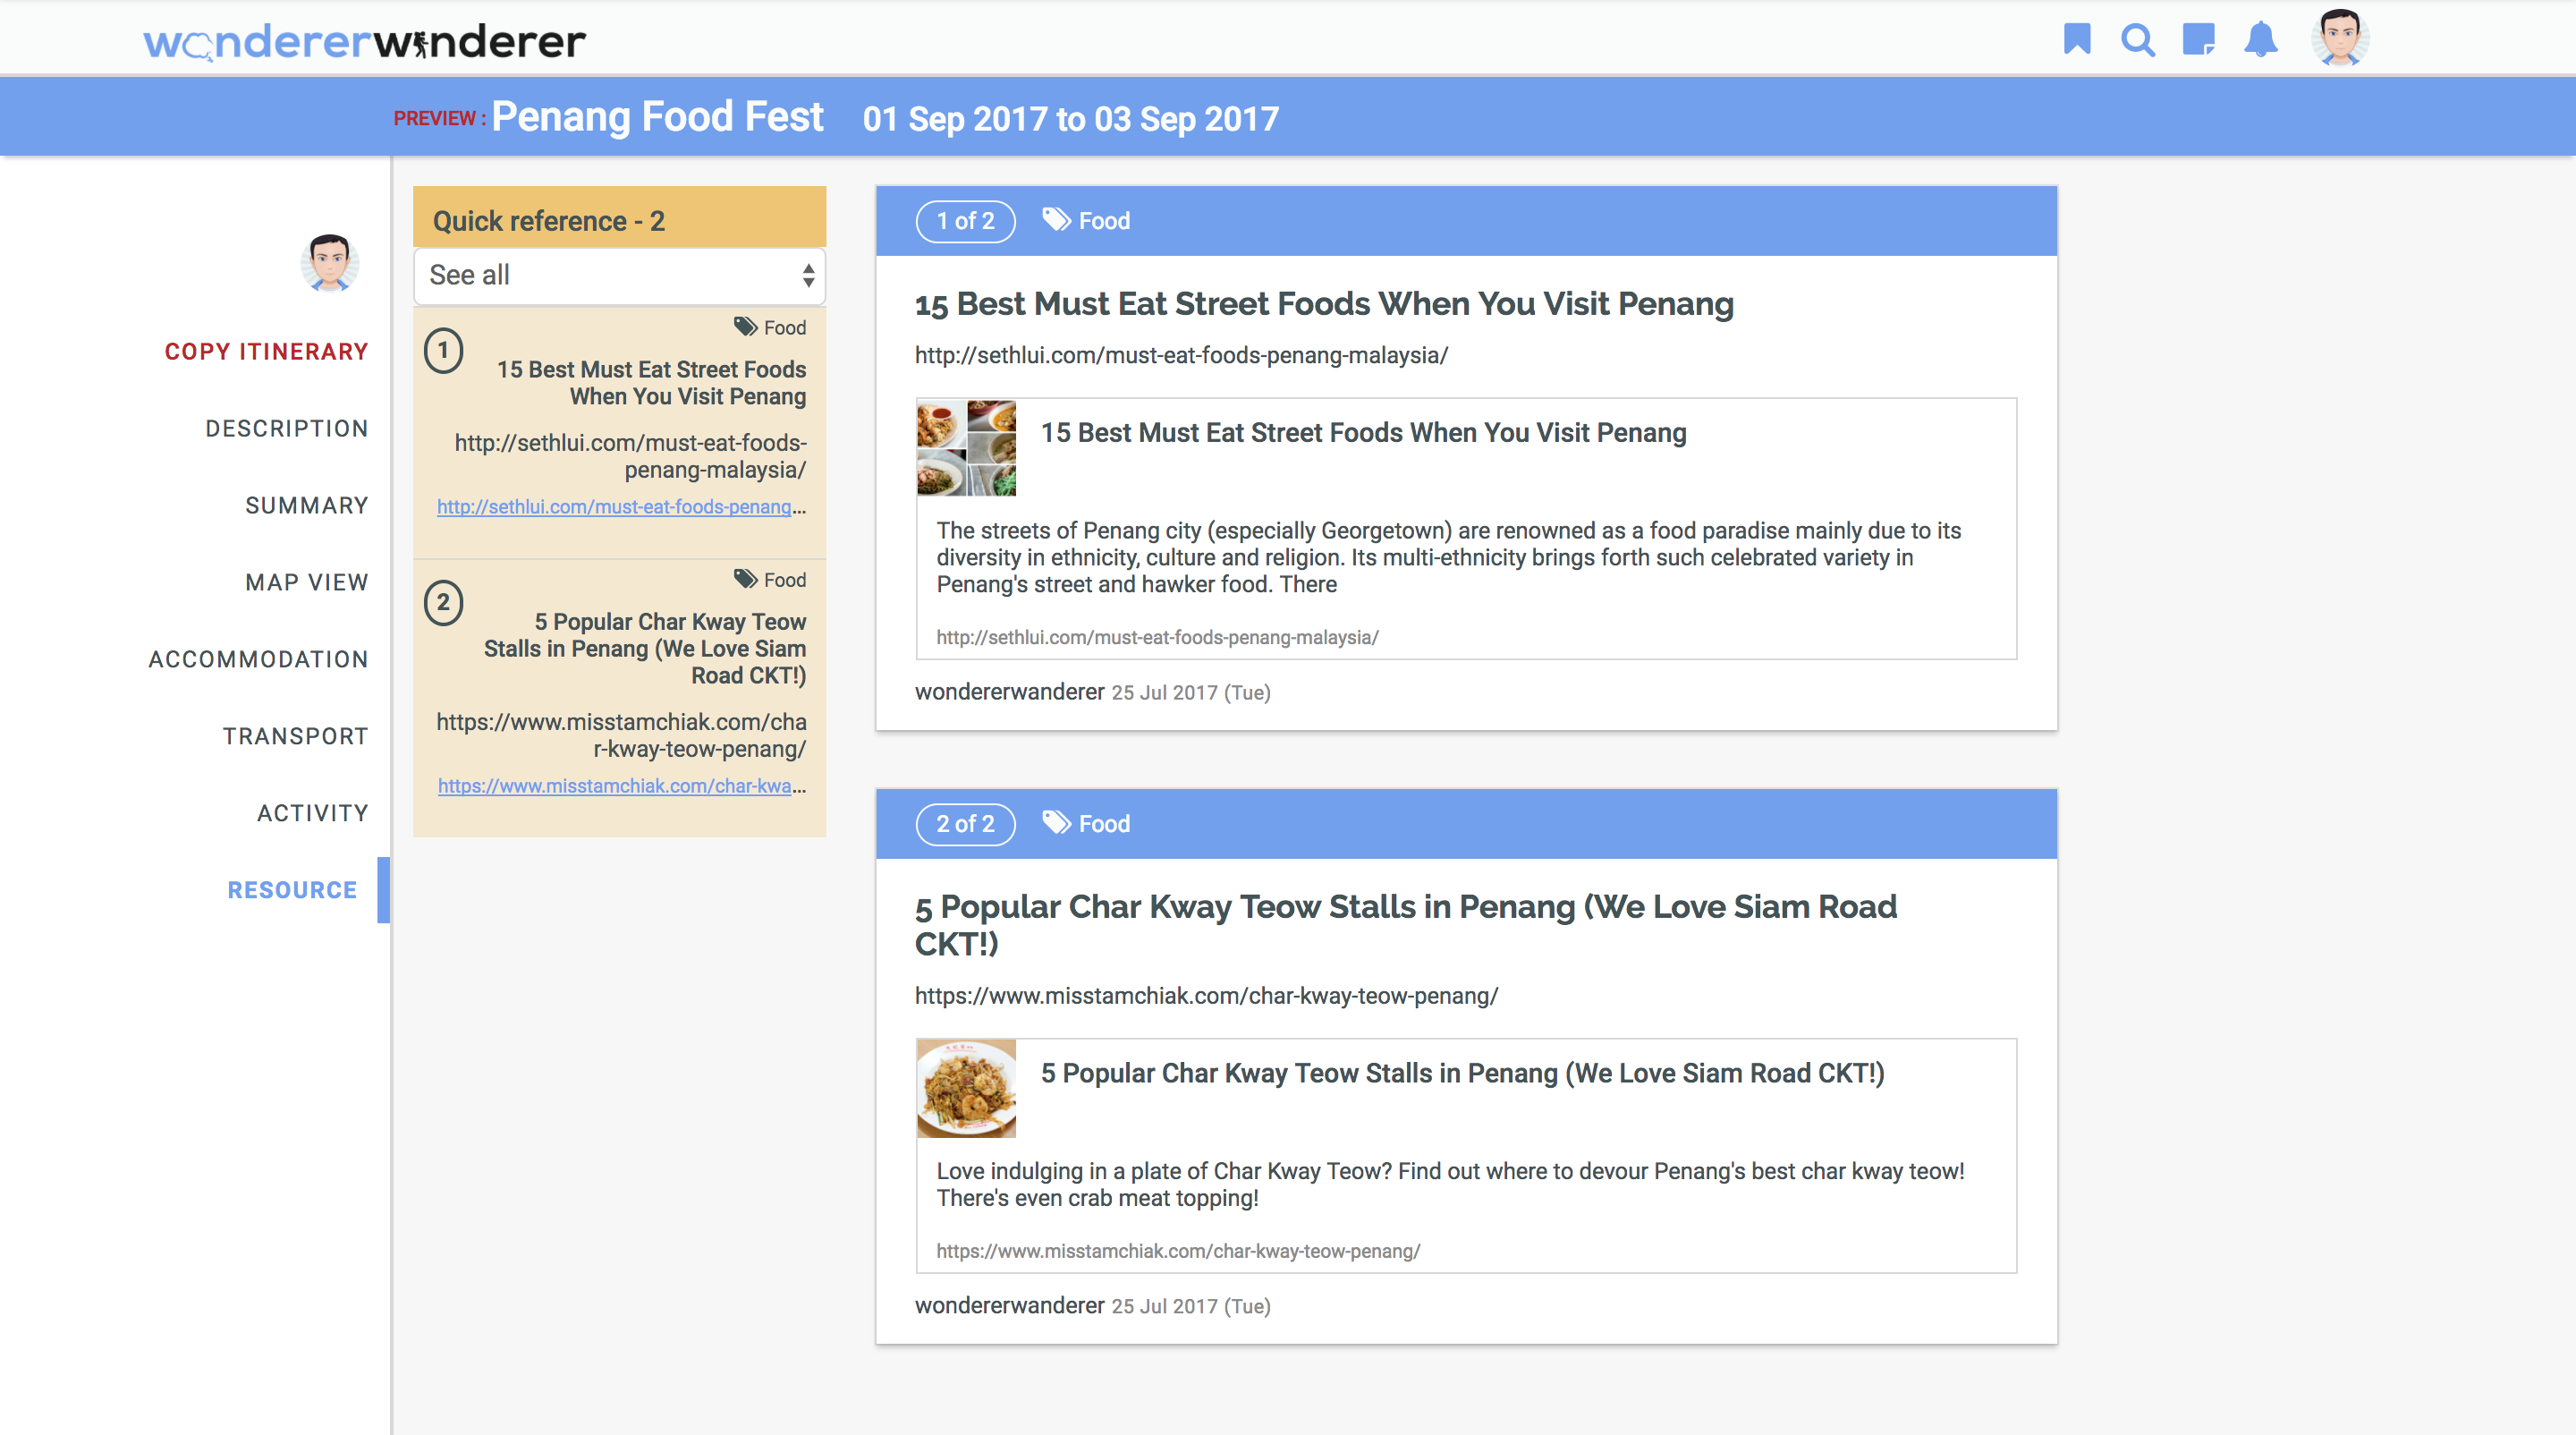 wondererwanderer
PREVIEW : Penang Food Fest 01 Sep 2017 to 03 Sep 2017
COPY ITINERARY
DESCRIPTION
SUMMARY
MAP VIEW
ACCOMMODATION
TRANSPORT
ACTIVITY
RESOURCE
Quick reference - 2
See all
Food
1
15 Best Must Eat Street Foods
When You Visit Penang
http://sethlui.com/must-eat-foods-
penang-malaysia/
http://sethlui.com/must-eat-foods-penang...
Food
2
5 Popular Char Kway Teow
Stalls in Penang (We Love Siam
Road CKT!)
https://www.misstamchiak.com/cha
r-kway-teow-penang/
https://www.misstamchiak.com/char-kwa...
1 of 2 Food
15 Best Must Eat Street Foods When You Visit Penang
http://sethlui.com/must-eat-foods-penang-malaysia/
15 Best Must Eat Street Foods When You Visit Penang
The streets of Penang city (especially Georgetown) are renowned as a food paradise mainly due to its
diversity in ethnicity, culture and religion. Its multi-ethnicity brings forth such celebrated variety in
Penang's street and hawker food. There
http://sethlui.com/must-eat-foods-penang-malaysia/
wondererwanderer 25 Jul 2017 (Tue)
2 of 2 Food
5 Popular Char Kway Teow Stalls in Penang (We Love Siam Road
CKT!)
https://www.misstamchiak.com/char-kway-teow-penang/
5 Popular Char Kway Teow Stalls in Penang (We Love Siam Road CKT!)
Love indulging in a plate of Char Kway Teow? Find out where to devour Penang's best char kway teow!
There's even crab meat topping!
https://www.misstamchiak.com/char-kway-teow-penang/
wondererwanderer 25 Jul 2017 (Tue)